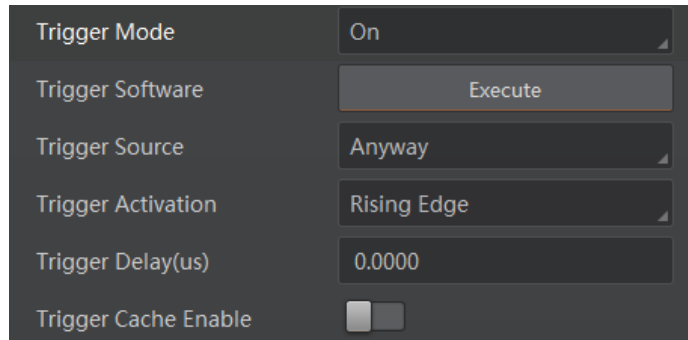 Trigger Mode On
Trigger Software Execute
Trigger Source Anyway
Trigger Activation Rising Edge
Trigger Delay(us) 0.0000
Trigger Cache Enable